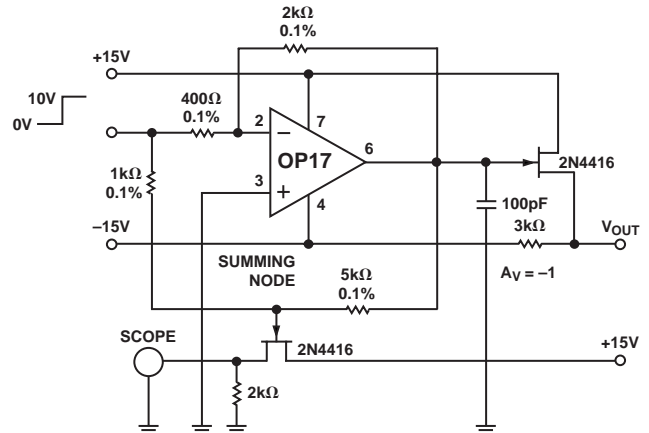 2kΩ
0.1%
+15V
10V
0V
400Ω
0.1%
2
7
6
OP17
3
4
1kΩ
0.1%
2N4416
100pF
3kΩ
–15V
VOUT
AV = –1
SUMMING
NODE
5kΩ
0.1%
SCOPE
2N4416
+15V
2kΩ